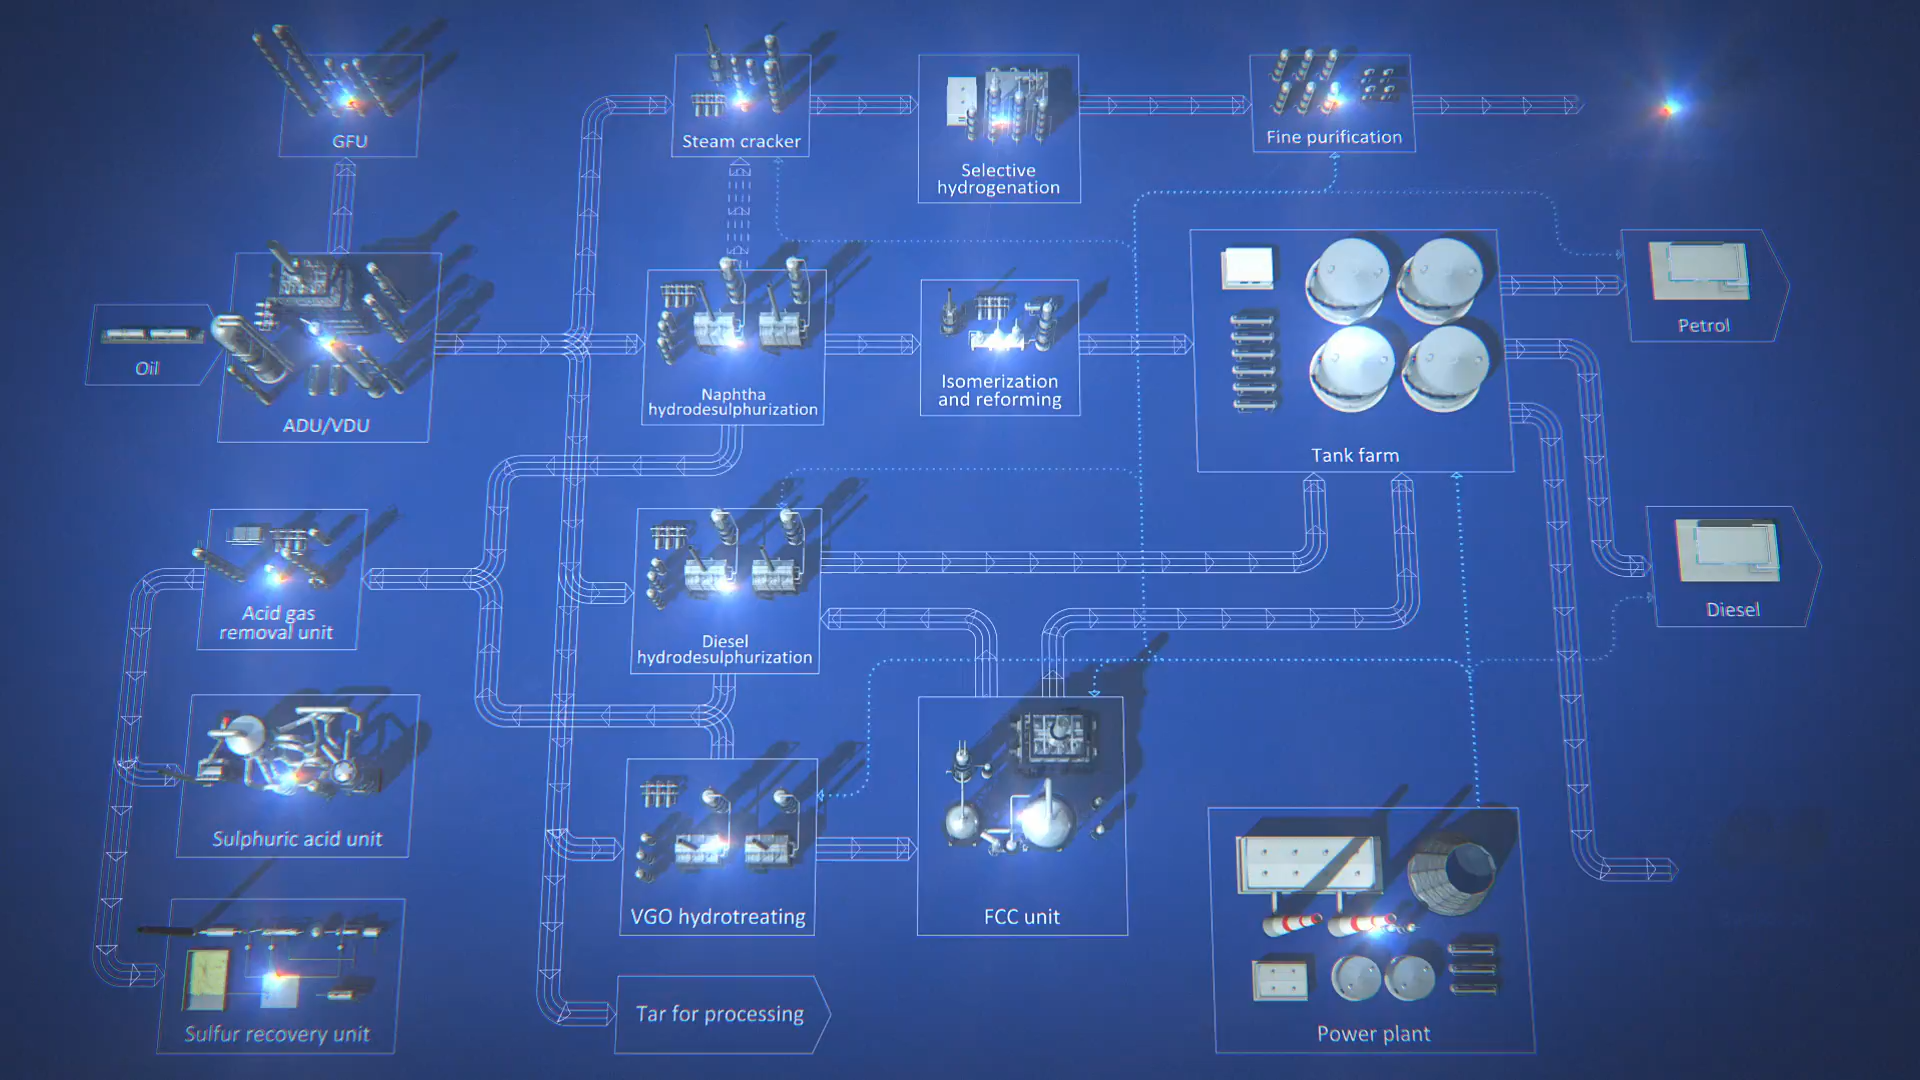 GFU
Steam cracker
Selective
hydrogenation
Fine purification
Oil
ADU/VDU
Naphtha
hydrodesulphurization
Isomerization
and reforming
Tank farm
Petrol
Acid gas
removal unit
Diesel
hydrodesulphurization
Diesel
Sulphuric acid unit
VGO hydrotreating
FCC unit
Sulfur recovery unit
Tar for processing
Power plant